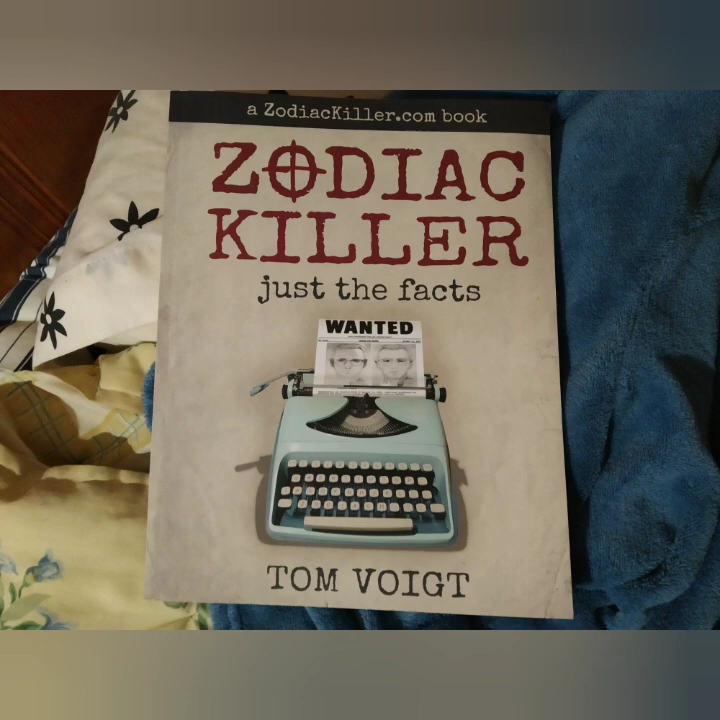 a ZodiacKiller.com book
ZODIAC
KILLER
just the facts
WANTED
TOM VOIGT